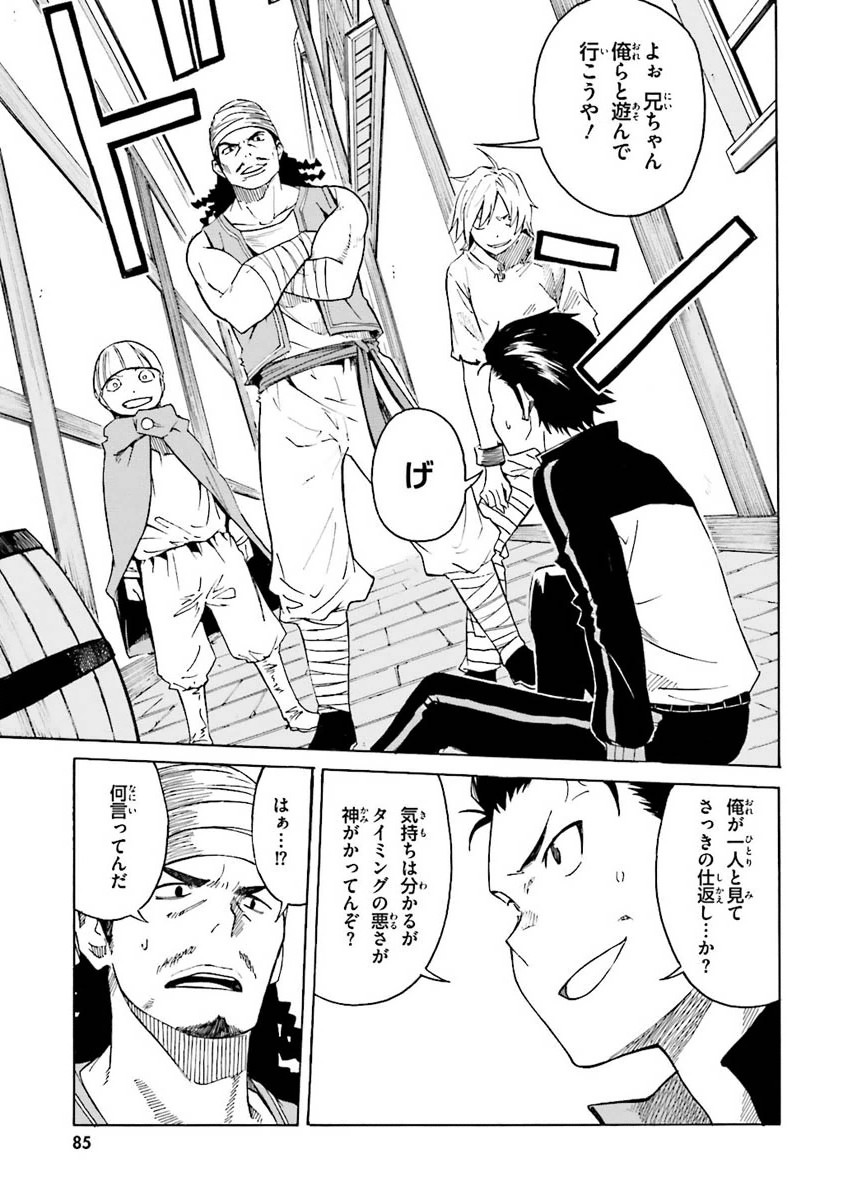 よぉ 兄ちゃん
俺らと遊んで
行こうや！
ドーン
げ
俺が一人と見て
さっきの仕返し…か？
気持ちは分かるが
タイミングの悪さが
神がかってんぞ？
はぁ…！？
何言ってんだ
85